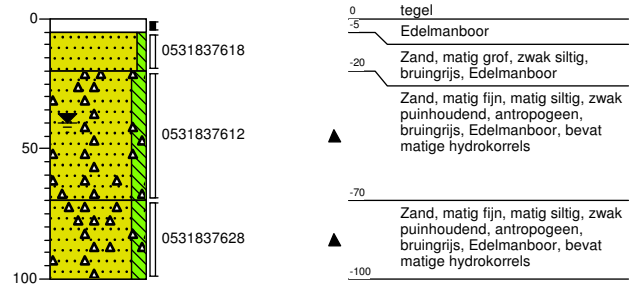 0
50
100
0531837618
0531837612
0531837628
0 tegel
-5 Edelmanboor
Zand, matig grof, zwak siltig,
-20 bruingrijs, Edelmanboor
Zand, matig fijn, matig siltig, zwak
puinhoudend, antropogeen,
bruingrijs, Edelmanboor, bevat
matige hydrokorrels
-70
Zand, matig fijn, matig siltig, zwak
puinhoudend, antropogeen,
bruingrijs, Edelmanboor, bevat
matige hydrokorrels
-100